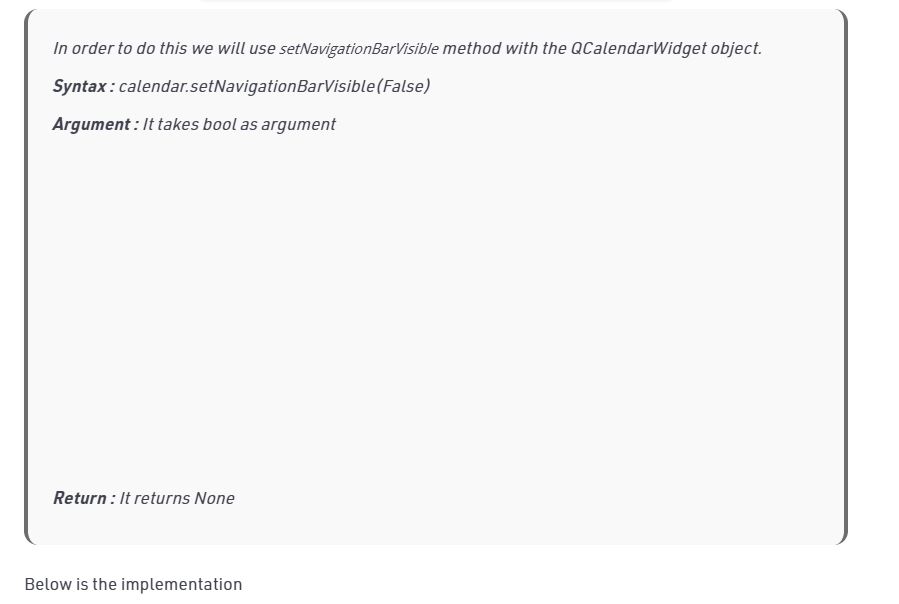 In order to do this we will use setNavigationBarVisible method with the QCalendarWidget object.
Syntax : calendar.setNavigationBarVisible(False)
Argument : It takes bool as argument
Return : It returns None
Below is the implementation